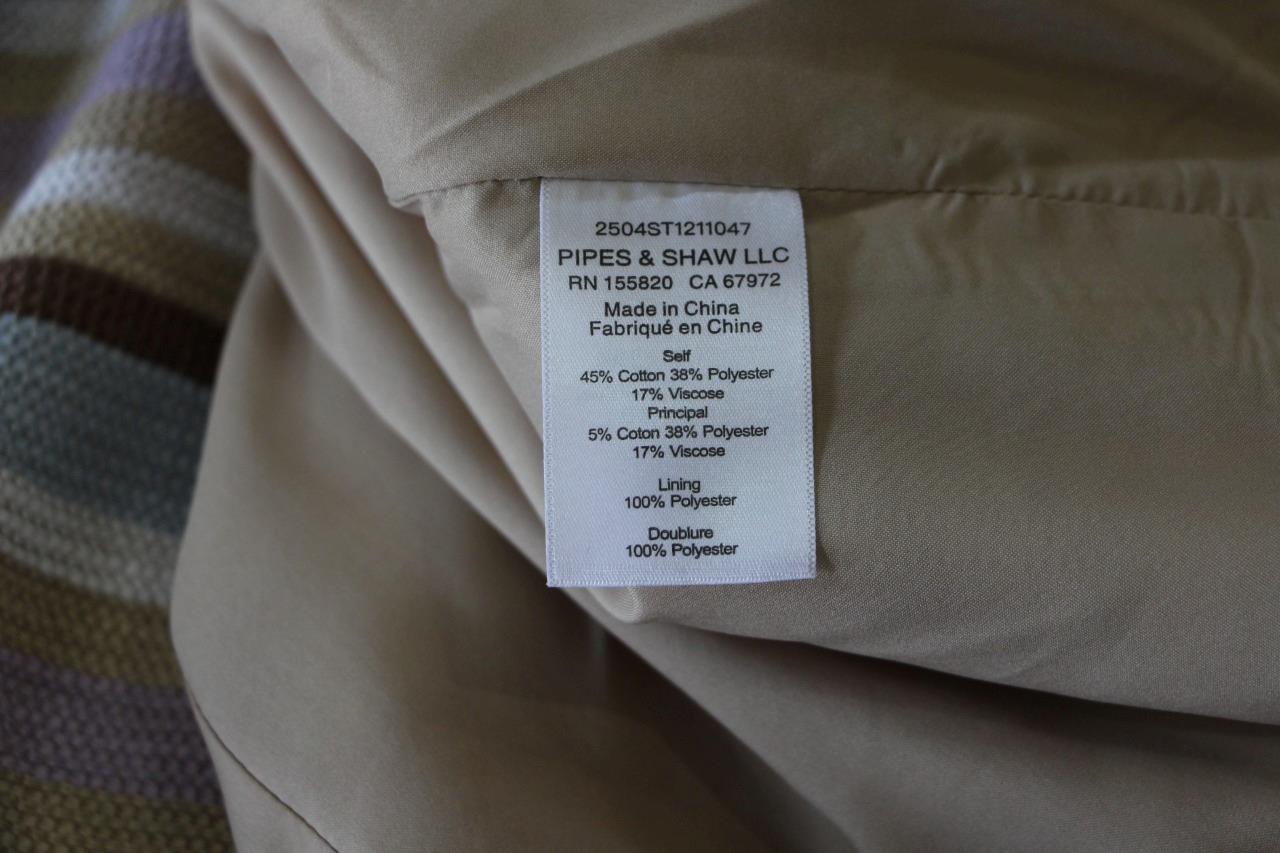 2504ST1211047
PIPES & SHAW LLC
RN 155820 CA 67972
Made in China
Fabriqué en Chine
Self
45% Cotton 38% Polyester
17% Viscose
Principal
5% Coton 38% Polyester
17% Viscose
Lining
100% Polyester
Doublure
100% Polyester